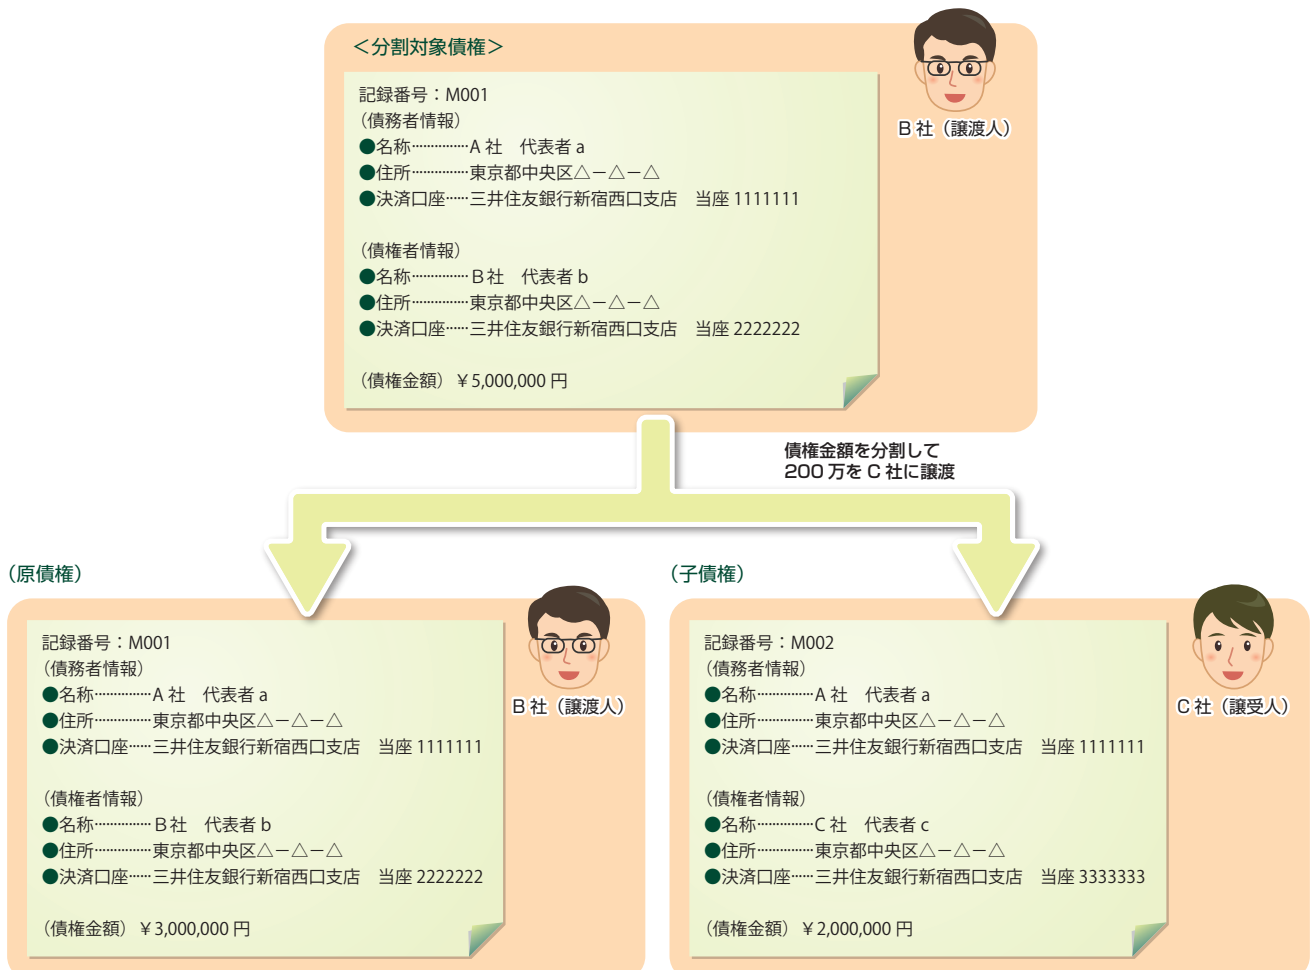 ＜分割対象債権＞
記録番号：M001
（債務者情報）
●名称……………A 社　代表者 a
●住所……………東京都中央区△－△－△
●決済口座……三井住友銀行新宿西口支店　当座 1111111
（債権者情報）
●名称……………Ｂ社　代表者 b
●住所……………東京都中央区△－△－△
●決済口座……三井住友銀行新宿西口支店　当座 2222222
（債権金額）￥5,000,000 円
Ｂ社（譲渡人）
債権金額を分割して
200 万を C 社に譲渡
（原債権）
記録番号：M001
（債務者情報）
●名称……………A 社　代表者 a
●住所……………東京都中央区△－△－△
●決済口座……三井住友銀行新宿西口支店　当座 1111111
（債権者情報）
●名称……………Ｂ社　代表者 b
●住所……………東京都中央区△－△－△
●決済口座……三井住友銀行新宿西口支店　当座 2222222
（債権金額）￥3,000,000 円
Ｂ社（譲渡人）
（子債権）
記録番号：M002
（債務者情報）
●名称……………A 社　代表者 a
●住所……………東京都中央区△－△－△
●決済口座……三井住友銀行新宿西口支店　当座 1111111
（債権者情報）
●名称……………C 社　代表者 c
●住所……………東京都中央区△－△－△
●決済口座……三井住友銀行新宿西口支店　当座 3333333
（債権金額）￥2,000,000 円
C 社（譲受人）